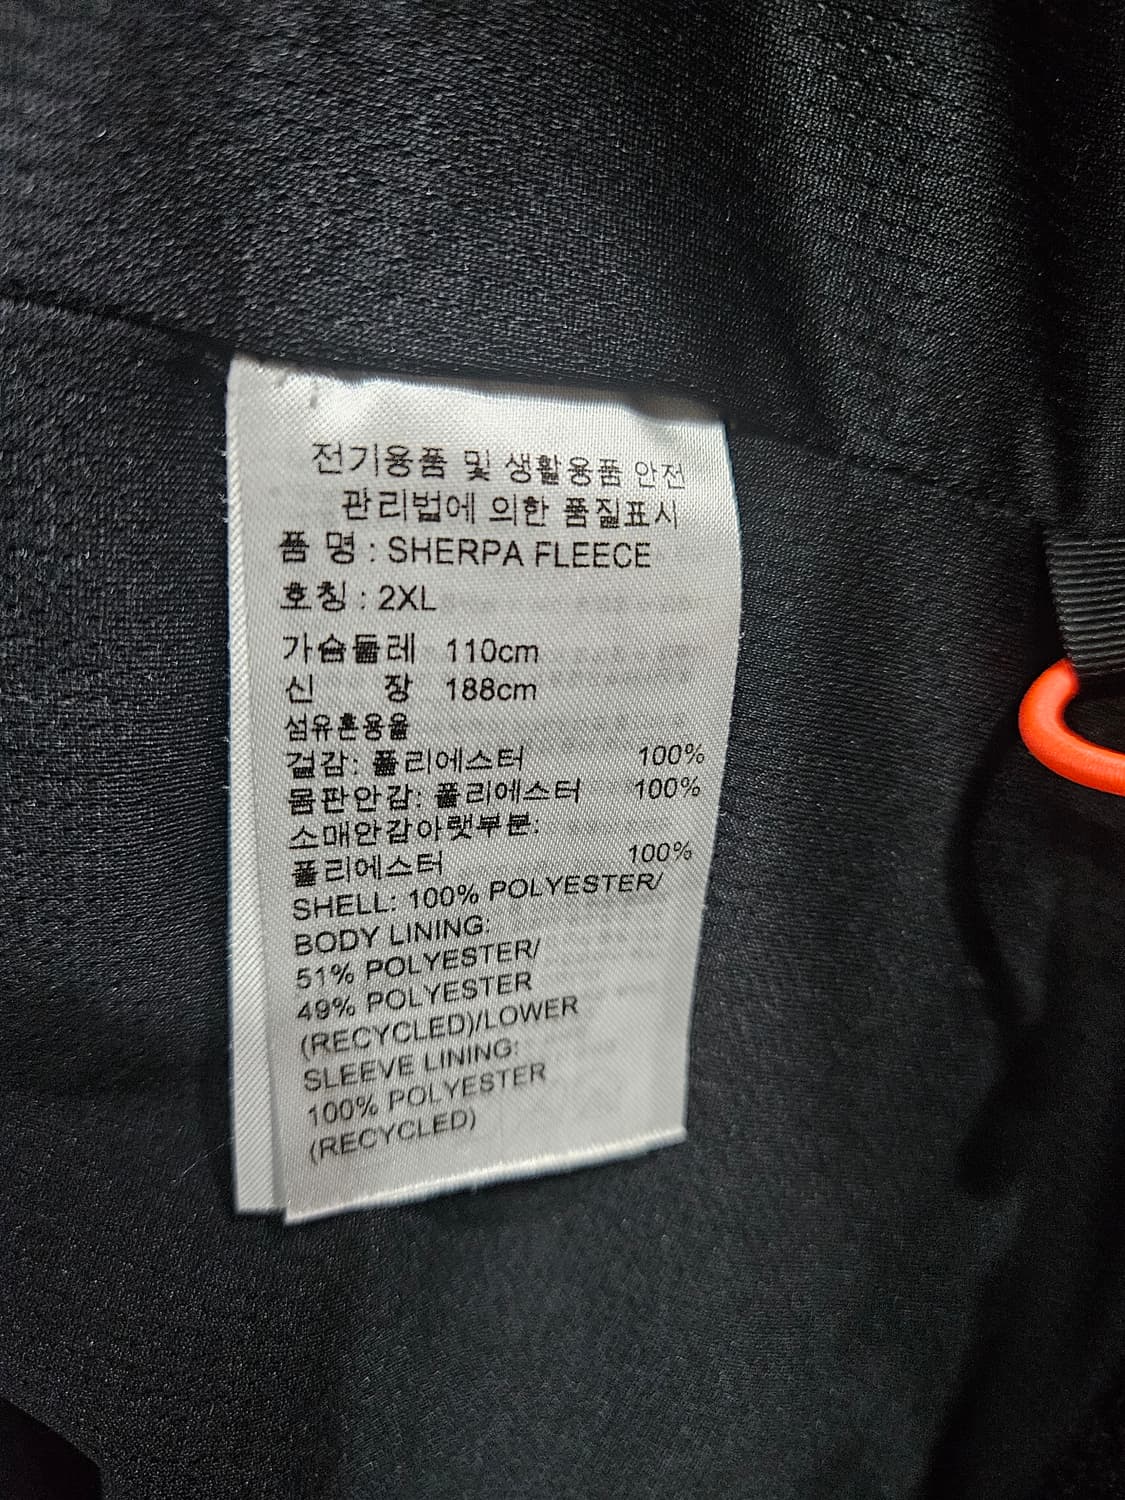 전기용품 및 생활용품 안전
관리법에 의한 품질표시
품 명 : SHERPA FLEECE
호칭 : 2XL
가슴둘레 110cm
신 장 188cm
섬유혼용율
겉감: 폴리에스터 100%
몸판안감: 폴리에스터 100%
소매안감아랫부분:
폴리에스터 100%
SHELL: 100% POLYESTER/
BODY LINING:
51% POLYESTER/
49% POLYESTER
(RECYCLED)/LOWER
SLEEVE LINING:
100% POLYESTER
(RECYCLED)